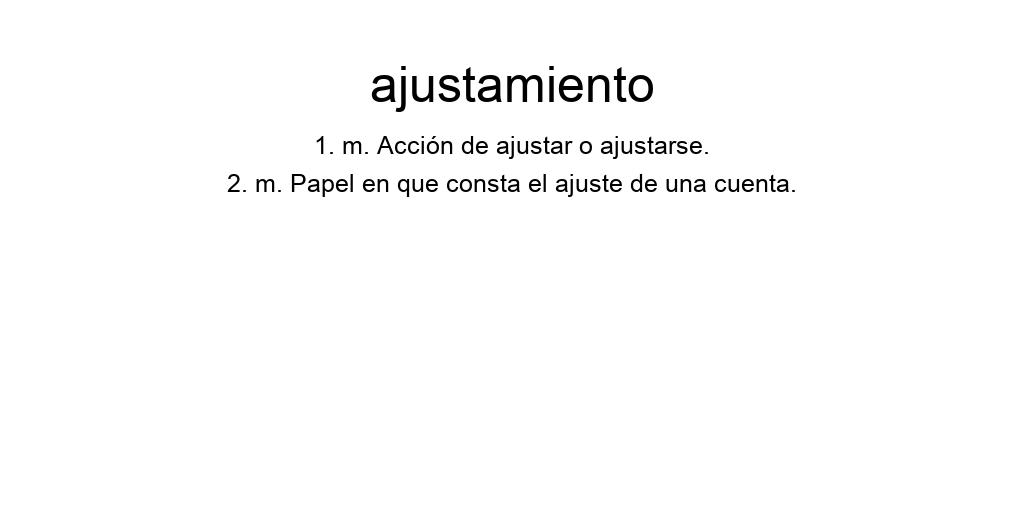 ajustamiento
1. m. Acción de ajustar o ajustarse.
2. m. Papel en que consta el ajuste de una cuenta.